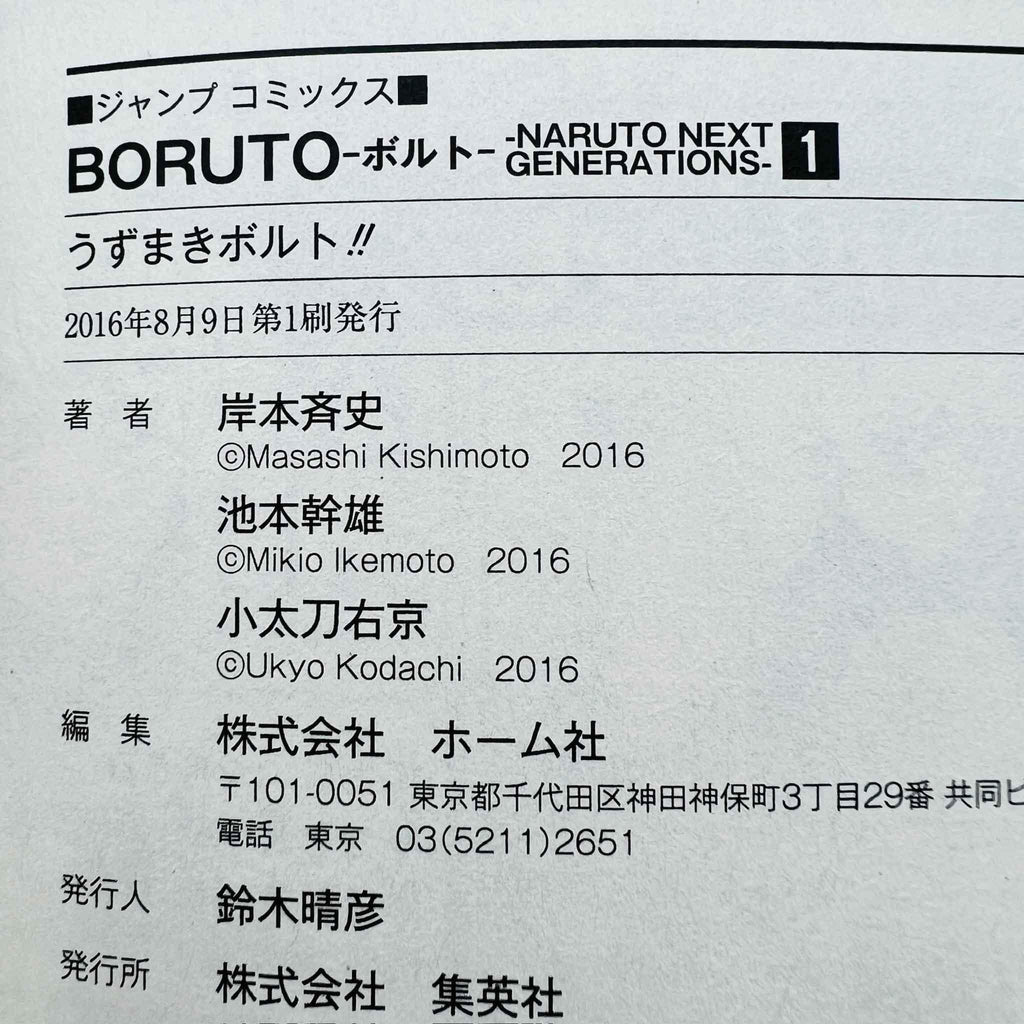 ■ジャンプ コミックス■
BORUTO-ボルト- -NARUTO NEXT GENERATIONS- 1
うずまきボルト!!
2016年8月9日第1刷発行
著者 岸本斉史
©Masashi Kishimoto 2016
池本幹雄
©Mikio Ikemoto 2016
小太刀右京
©Ukyo Kodachi 2016
編集 株式会社 ホーム社
〒101-0051 東京都千代田区神田神保町3丁目29番 共同ビ
電話 東京 03(5211)2651
発行人 鈴木晴彦
発行所 株式会社 集英社